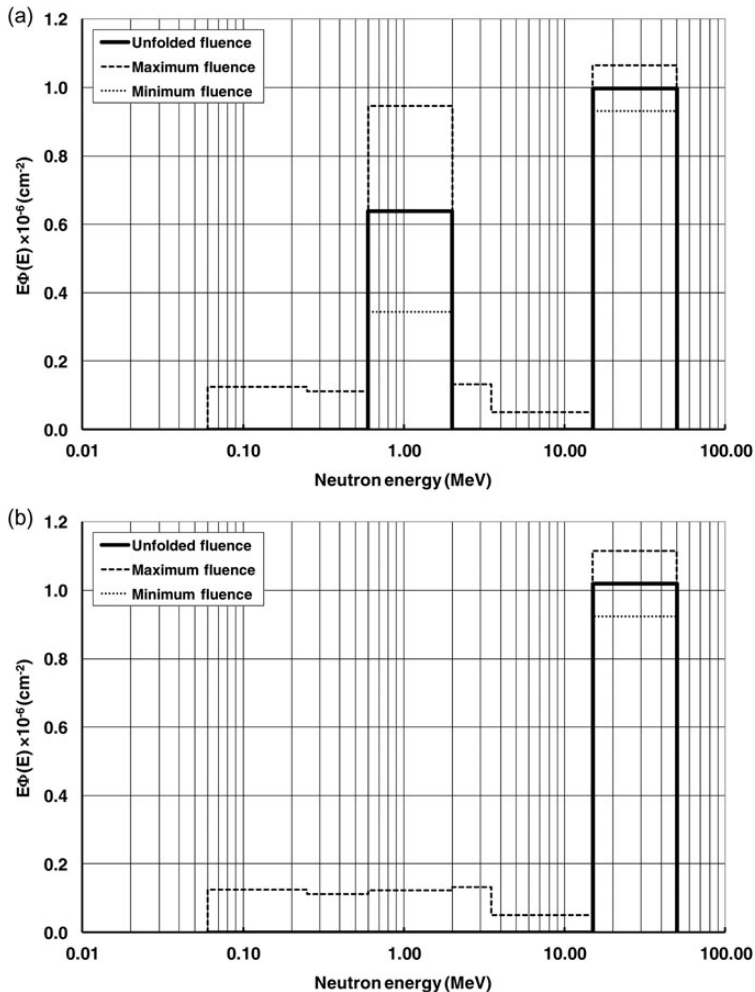 (a)
1.2
1.0
0.8
0.6
0.4
0.2
0.0
EΦ(E) ×10⁻⁶ (cm⁻²)
Unfolded fluence
Maximum fluence
Minimum fluence
0.01 0.10 1.00 10.00 100.00
Neutron energy (MeV)
(b)
1.2
1.0
0.8
0.6
0.4
0.2
0.0
EΦ(E) ×10⁻⁶ (cm⁻²)
Unfolded fluence
Maximum fluence
Minimum fluence
0.01 0.10 1.00 10.00 100.00
Neutron energy (MeV)